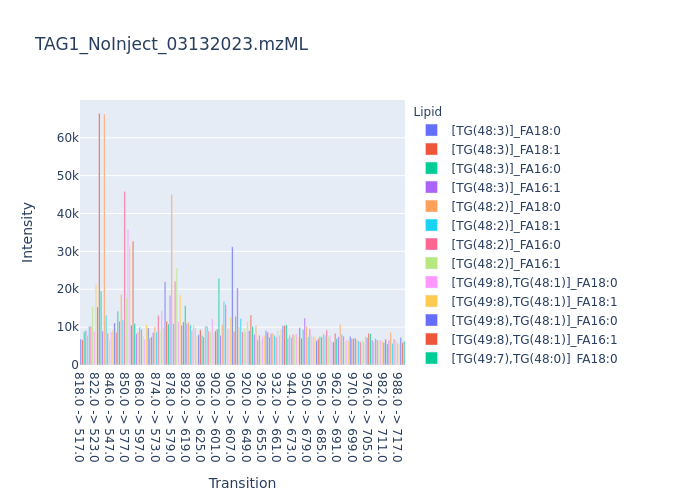 TAG1_NoInject_03132023.mzML
Lipid
[TG(48:3)]_FA18:0
[TG(48:3)]_FA18:1
[TG(48:3)]_FA16:0
[TG(48:3)]_FA16:1
[TG(48:2)]_FA18:0
[TG(48:2)]_FA18:1
[TG(48:2)]_FA16:0
[TG(48:2)]_FA16:1
[TG(49:8),TG(48:1)]_FA18:0
[TG(49:8),TG(48:1)]_FA18:1
[TG(49:8),TG(48:1)]_FA16:0
[TG(49:8),TG(48:1)]_FA16:1
[TG(49:7),TG(48:0)]_FA18:0
Intensity
60k
50k
40k
30k
20k
10k
0
818.0 -> 517.0
822.0 -> 523.0
846.0 -> 547.0
850.0 -> 577.0
868.0 -> 597.0
874.0 -> 573.0
878.0 -> 579.0
892.0 -> 619.0
896.0 -> 625.0
902.0 -> 601.0
906.0 -> 607.0
920.0 -> 649.0
926.0 -> 655.0
932.0 -> 661.0
944.0 -> 673.0
950.0 -> 679.0
956.0 -> 685.0
962.0 -> 691.0
970.0 -> 699.0
976.0 -> 705.0
982.0 -> 711.0
988.0 -> 717.0
Transition